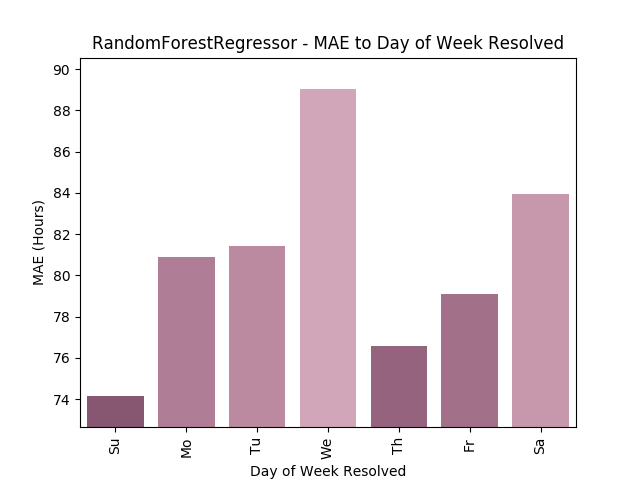 RandomForestRegressor - MAE to Day of Week Resolved
90
88
86
84
82
80
78
76
74
MAE (Hours)
Su
Mo
Tu
We
Th
Fr
Sa
Day of Week Resolved